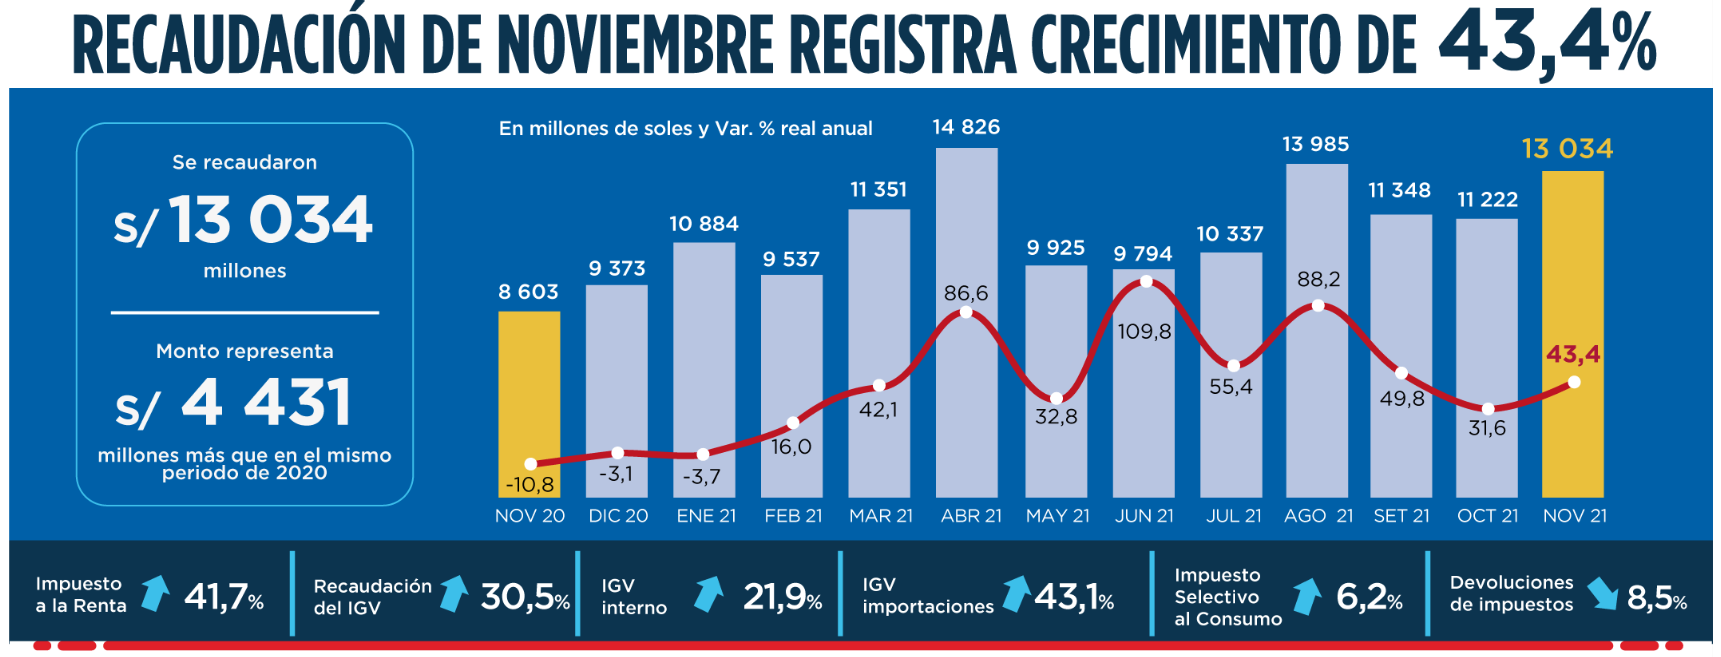 RECAUDACIÓN DE NOVIEMBRE REGISTRA CRECIMIENTO DE 43,4%
Se recaudaron
S/ 13 034
millones
Monto representa
S/ 4 431
millones más que en el mismo
periodo de 2020
En millones de soles y Var. % real anual
8 603
9 373
10 884
9 537
11 351
14 826
9 925
9 794
10 337
13 985
11 348
11 222
13 034
-10,8
-3,1
-3,7
16,0
42,1
86,6
32,8
109,8
55,4
88,2
49,8
31,6
43,4
NOV 20
DIC 20
ENE 21
FEB 21
MAR 21
ABR 21
MAY 21
JUN 21
JUL 21
AGO 21
SET 21
OCT 21
NOV 21
Impuesto
a la Renta
41,7%
Recaudación
del IGV
30,5%
IGV
interno
21,9%
IGV
importaciones
43,1%
Impuesto
Selectivo
al Consumo
6,2%
Devoluciones
de impuestos
8,5%